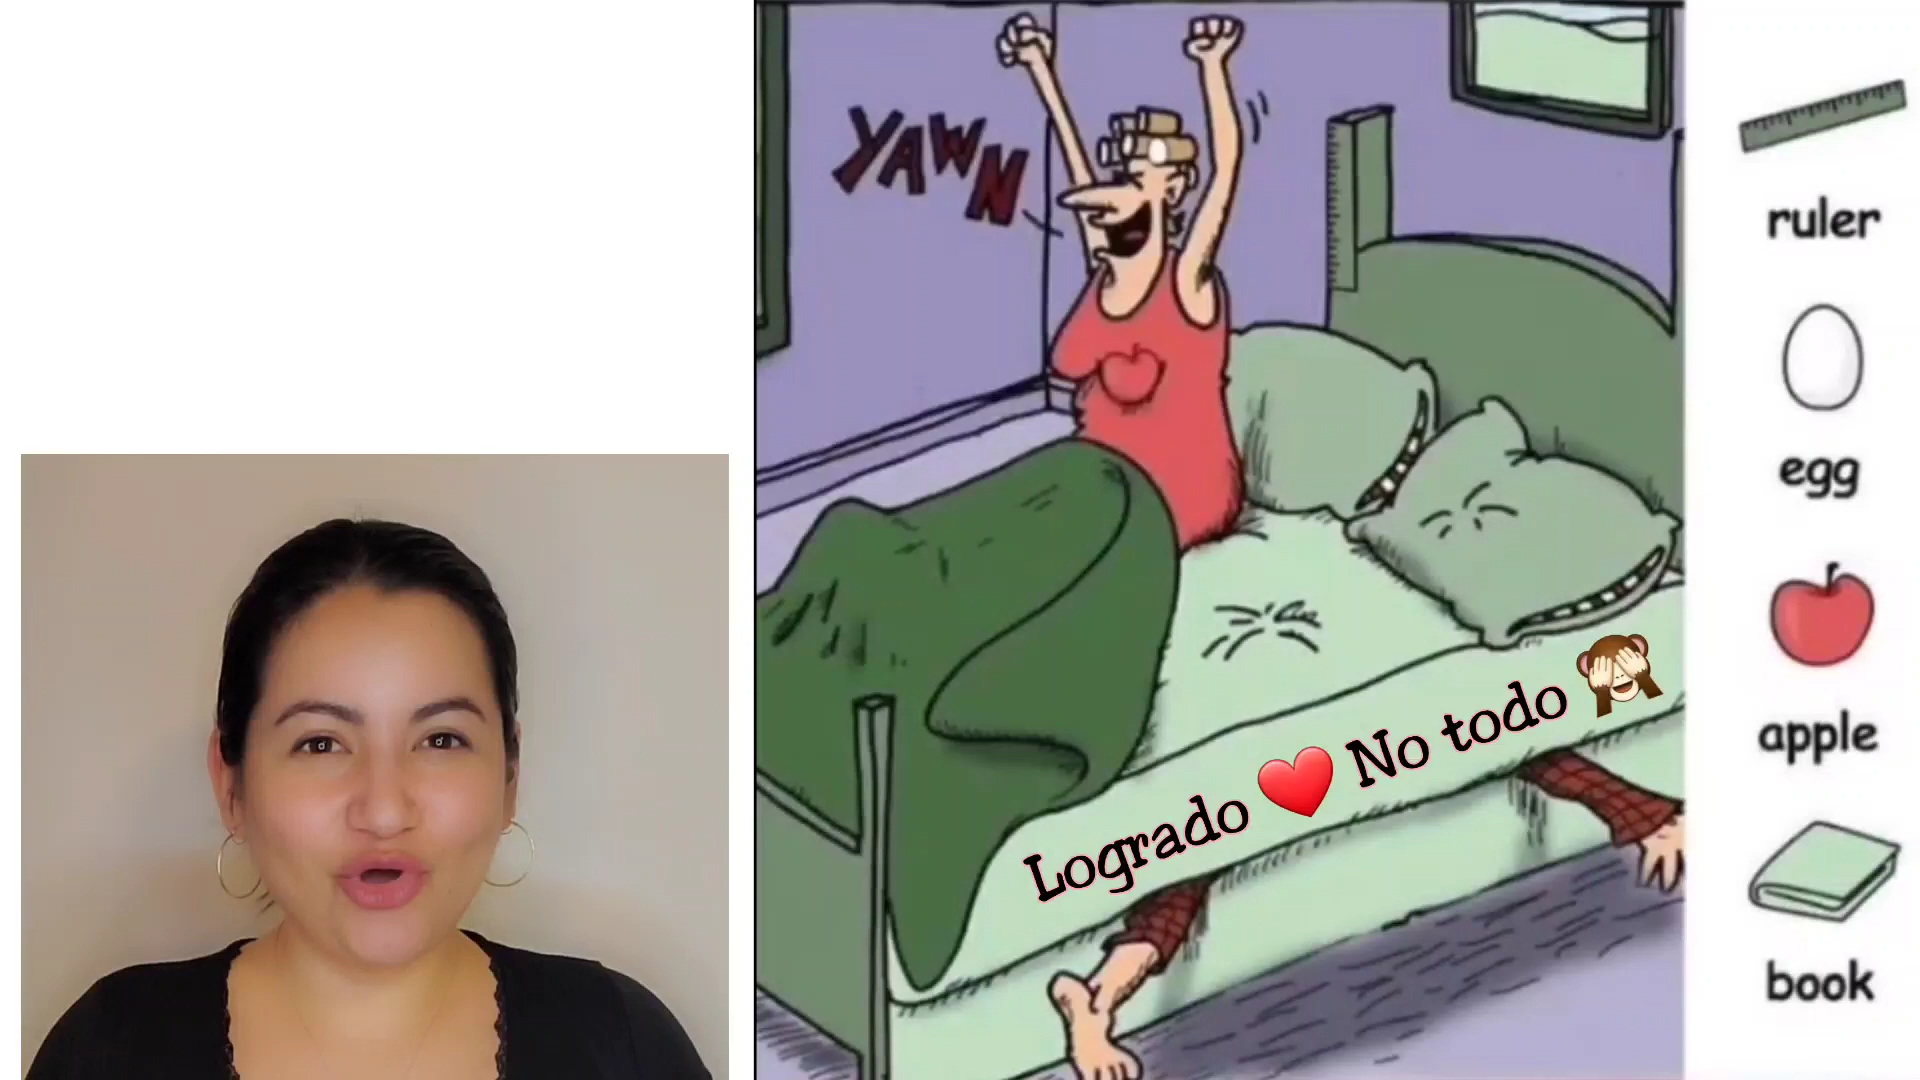 YAWN
ruler
egg
apple
book
Logrado ❤️ No todo 🙈